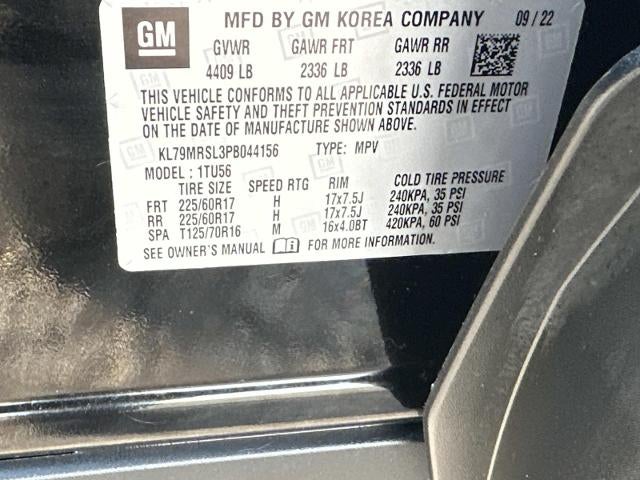 GM
MFD BY GM KOREA COMPANY 09/22
GVWR GAWR FRT GAWR RR
4409 LB 2336 LB 2336 LB
THIS VEHICLE CONFORMS TO ALL APPLICABLE U.S. FEDERAL MOTOR
VEHICLE SAFETY AND THEFT PREVENTION STANDARDS IN EFFECT
ON THE DATE OF MANUFACTURE SHOWN ABOVE.
KL79MRSL3PB044156 TYPE: MPV
MODEL: 1TU56
TIRE SIZE SPEED RTG RIM COLD TIRE PRESSURE
FRT 225/60R17 H 17x7.5J 240KPA, 35 PSI
RR 225/60R17 H 17x7.5J 240KPA, 35 PSI
SPA T125/70R16 M 16x4.0BT 420KPA, 60 PSI
SEE OWNER'S MANUAL FOR MORE INFORMATION.